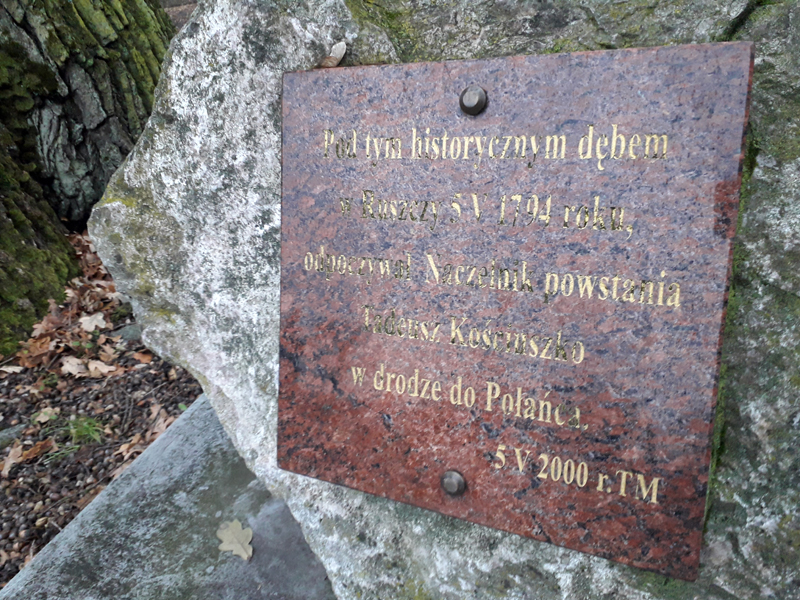 Pod tym historycznym dębem
w Ruszczy 5 V 1794 roku,
odpoczywał Naczelnik powstania
Tadeusz Kościuszko
w drodze do Połańca.
5 V 2000 r. TM